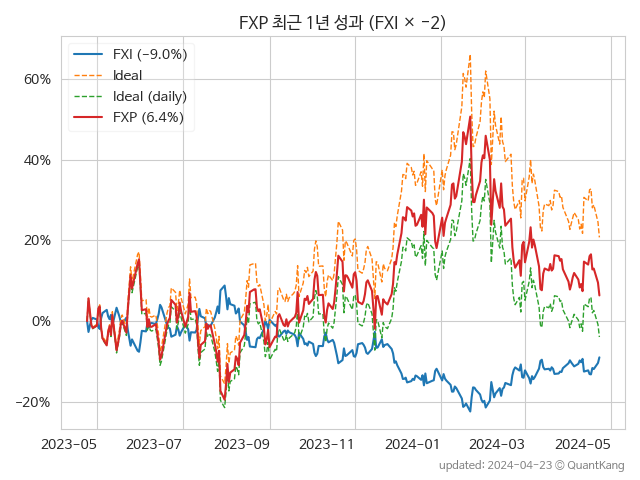 FXP 최근 1년 성과 (FXI × −2)
FXI (−9.0%)
Ideal
Ideal (daily)
FXP (6.4%)
60%
40%
20%
0%
−20%
2023-05 2023-07 2023-09 2023-11 2024-01 2024-03 2024-05
updated: 2024-04-23 © QuantKang